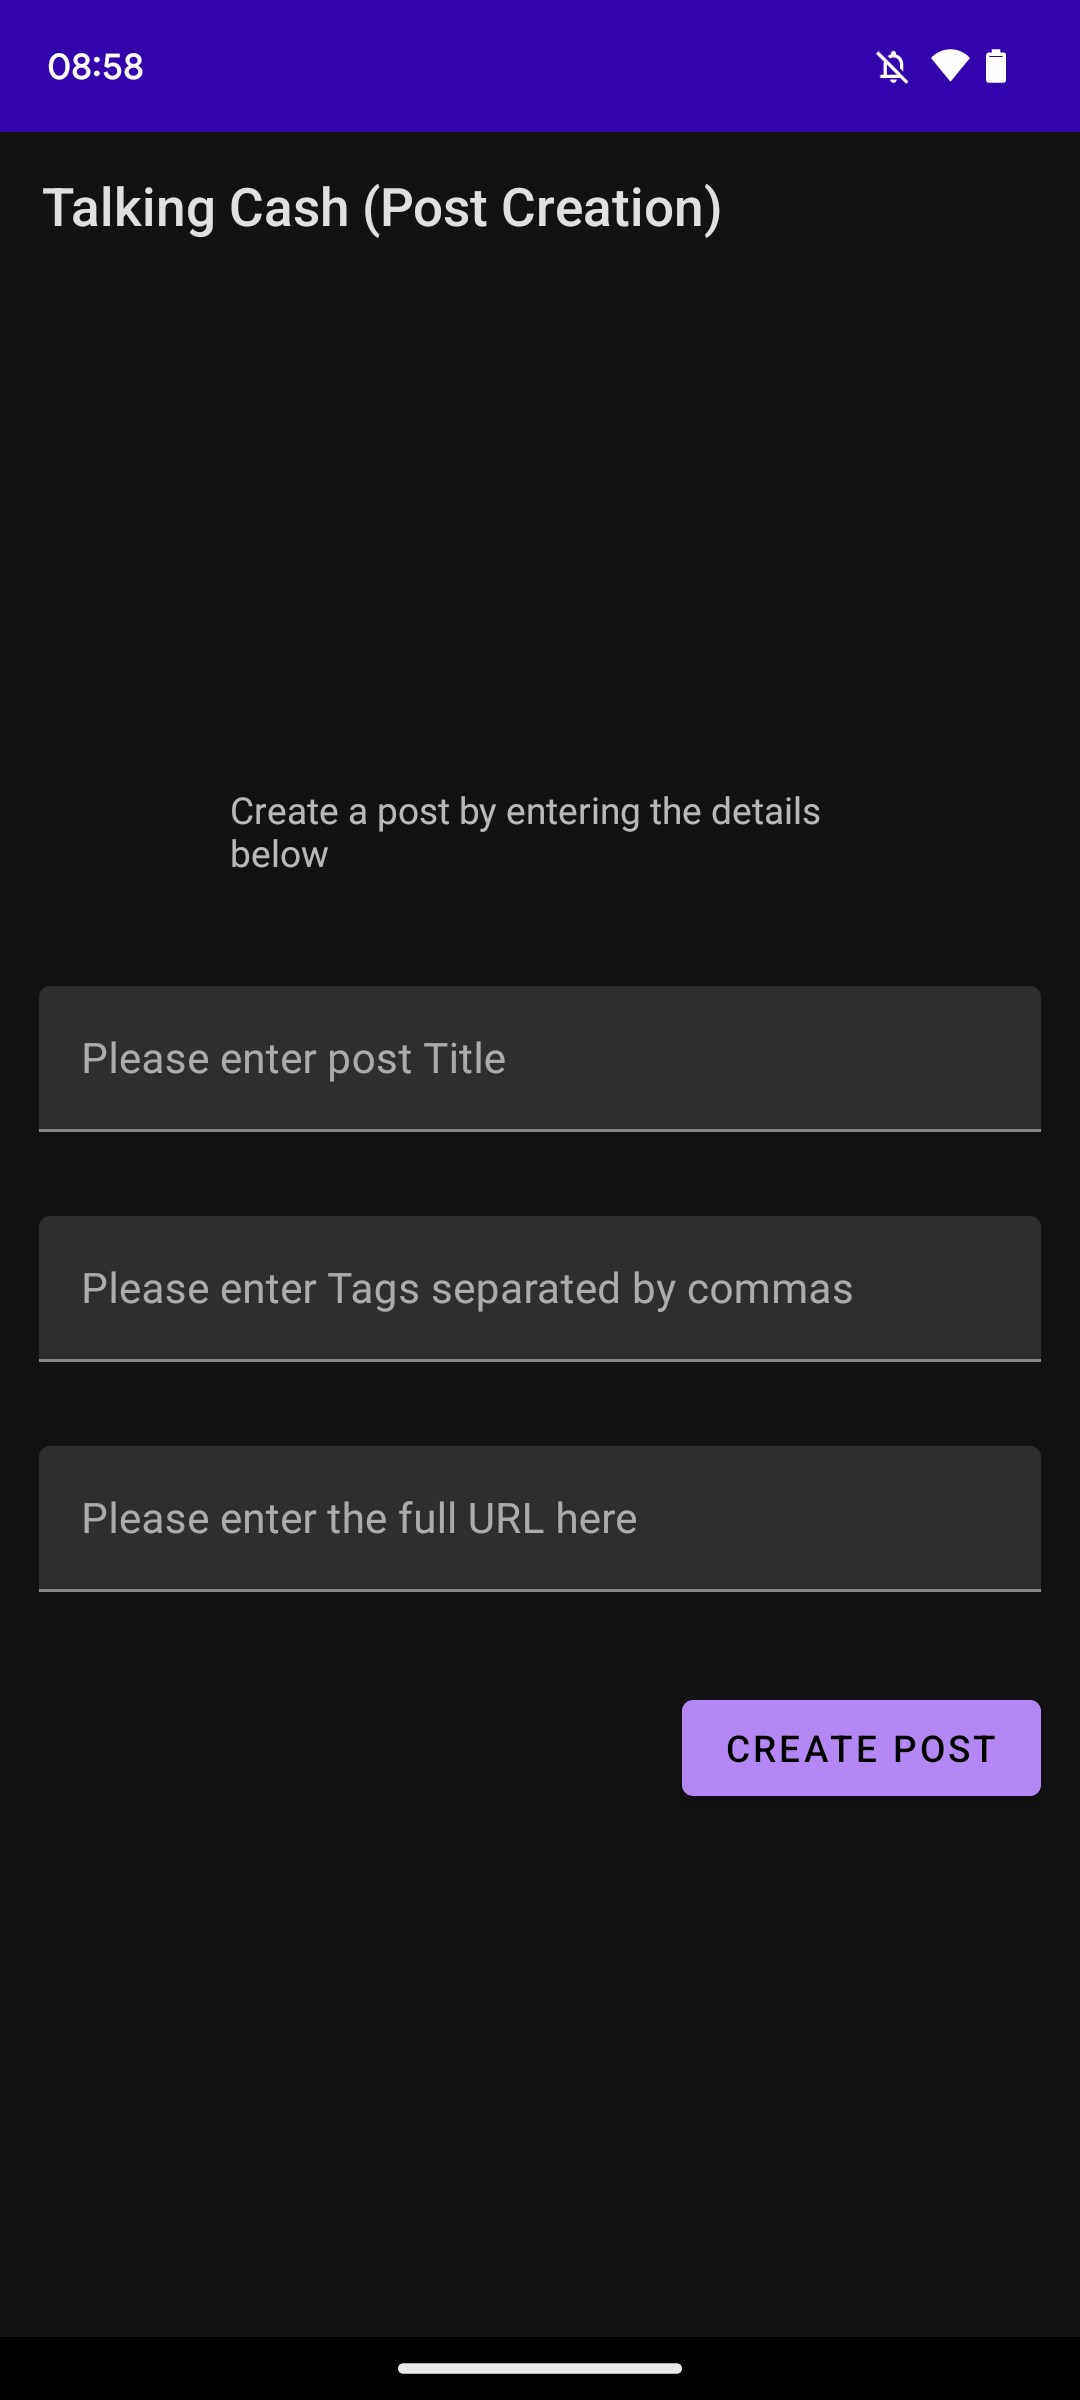 08:58
Talking Cash (Post Creation)
Create a post by entering the details
below
Please enter post Title
Please enter Tags separated by commas
Please enter the full URL here
CREATE POST